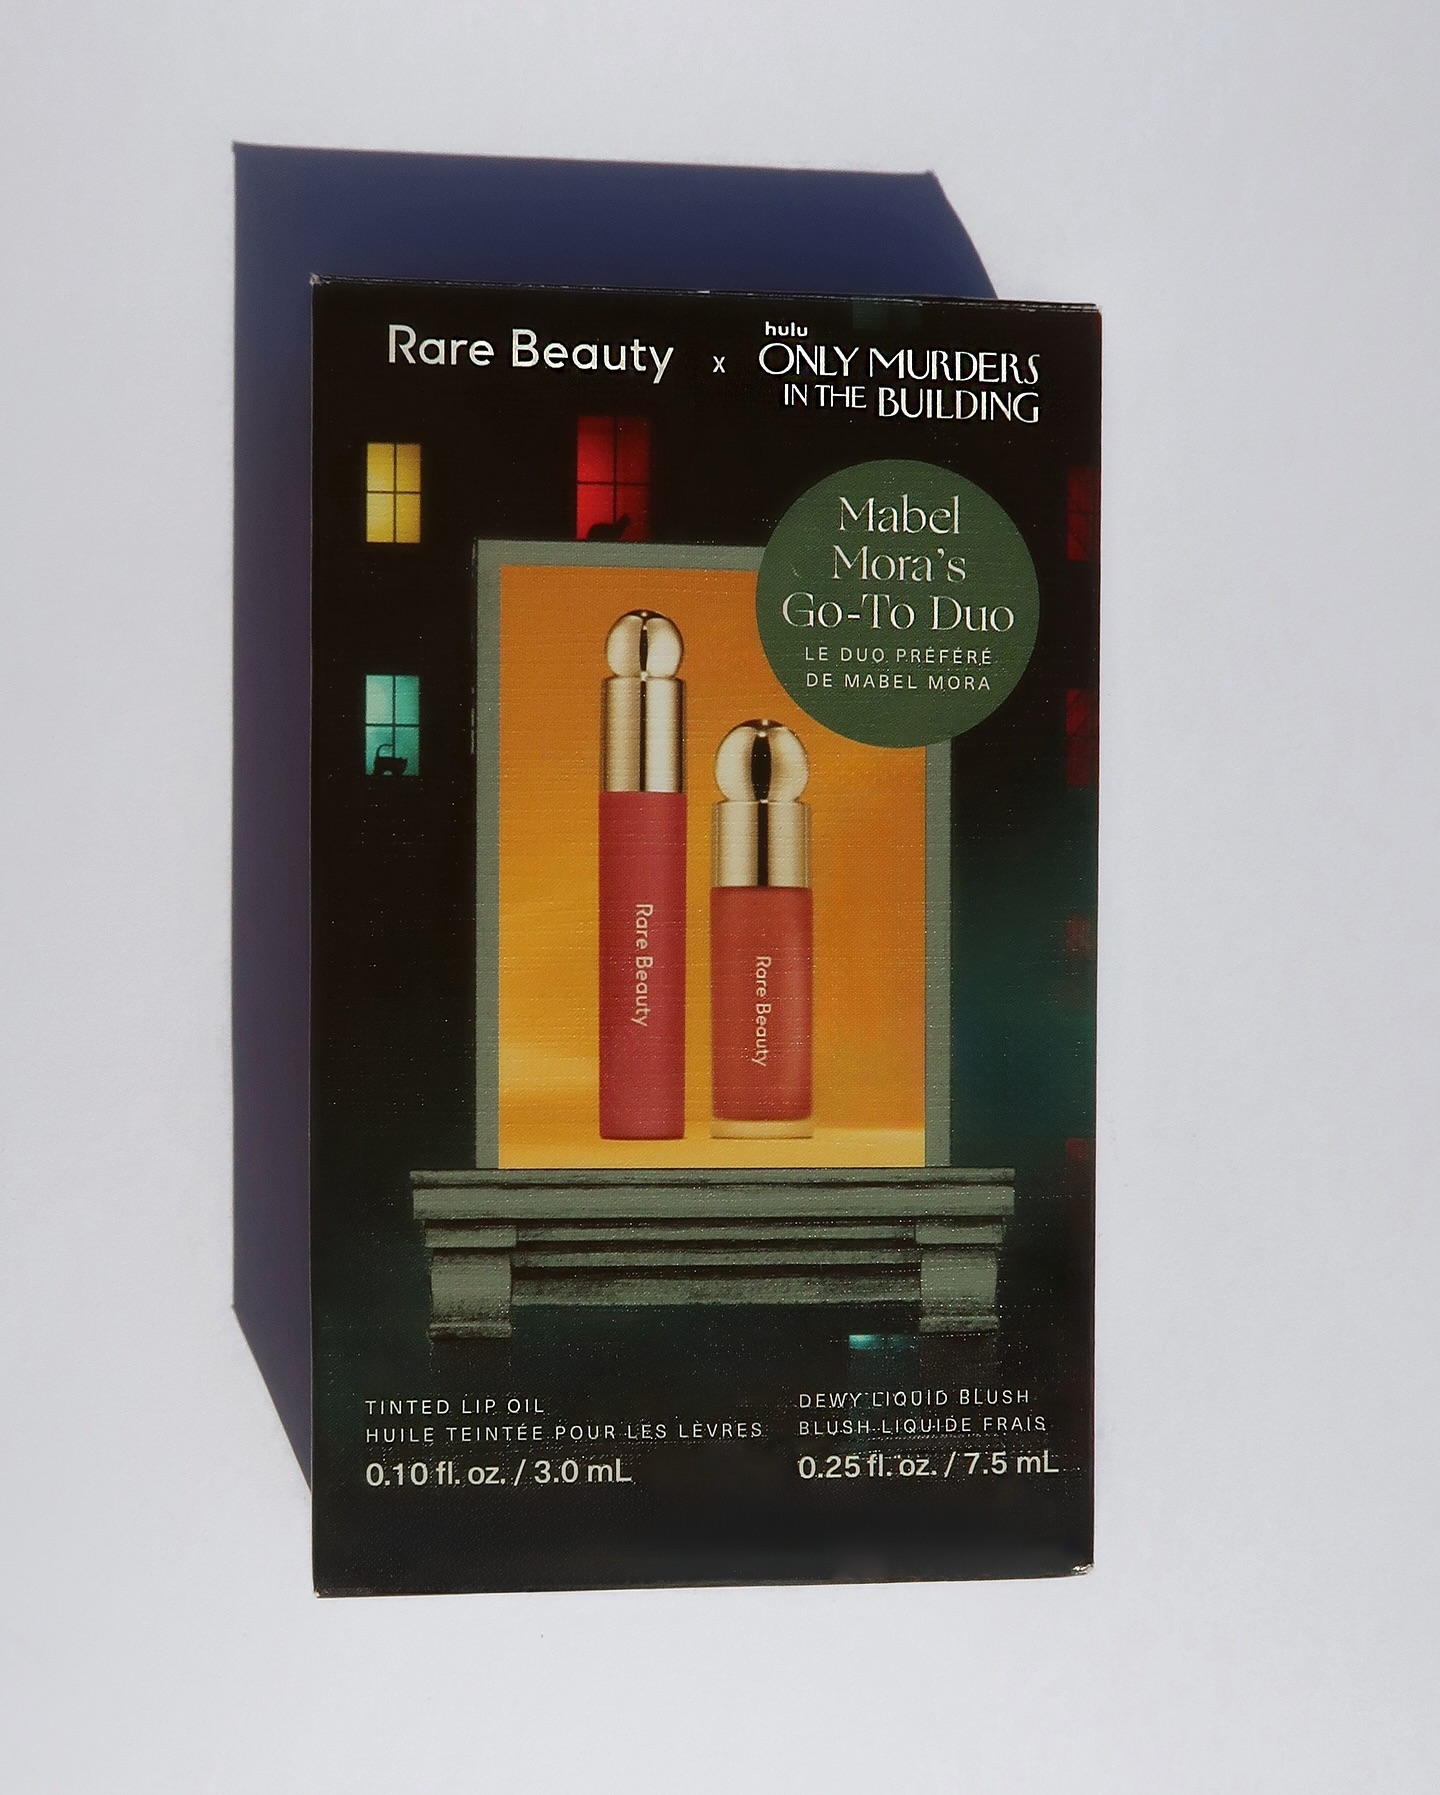 Rare Beauty x
hulu
ONLY MURDERS
IN THE BUILDING
Mabel
Mora's
Go-To Duo
LE DUO PRÉFÉRÉ
DE MABEL MORA
Rare Beauty
Rare Beauty
TINTED LIP OIL
HUILE TEINTÉE POUR LES LÈVRES
0.10 fl. oz. / 3.0 mL
DEWY LIQUID BLUSH
BLUSH LIQUIDE FRAIS
0.25 fl. oz. / 7.5 mL